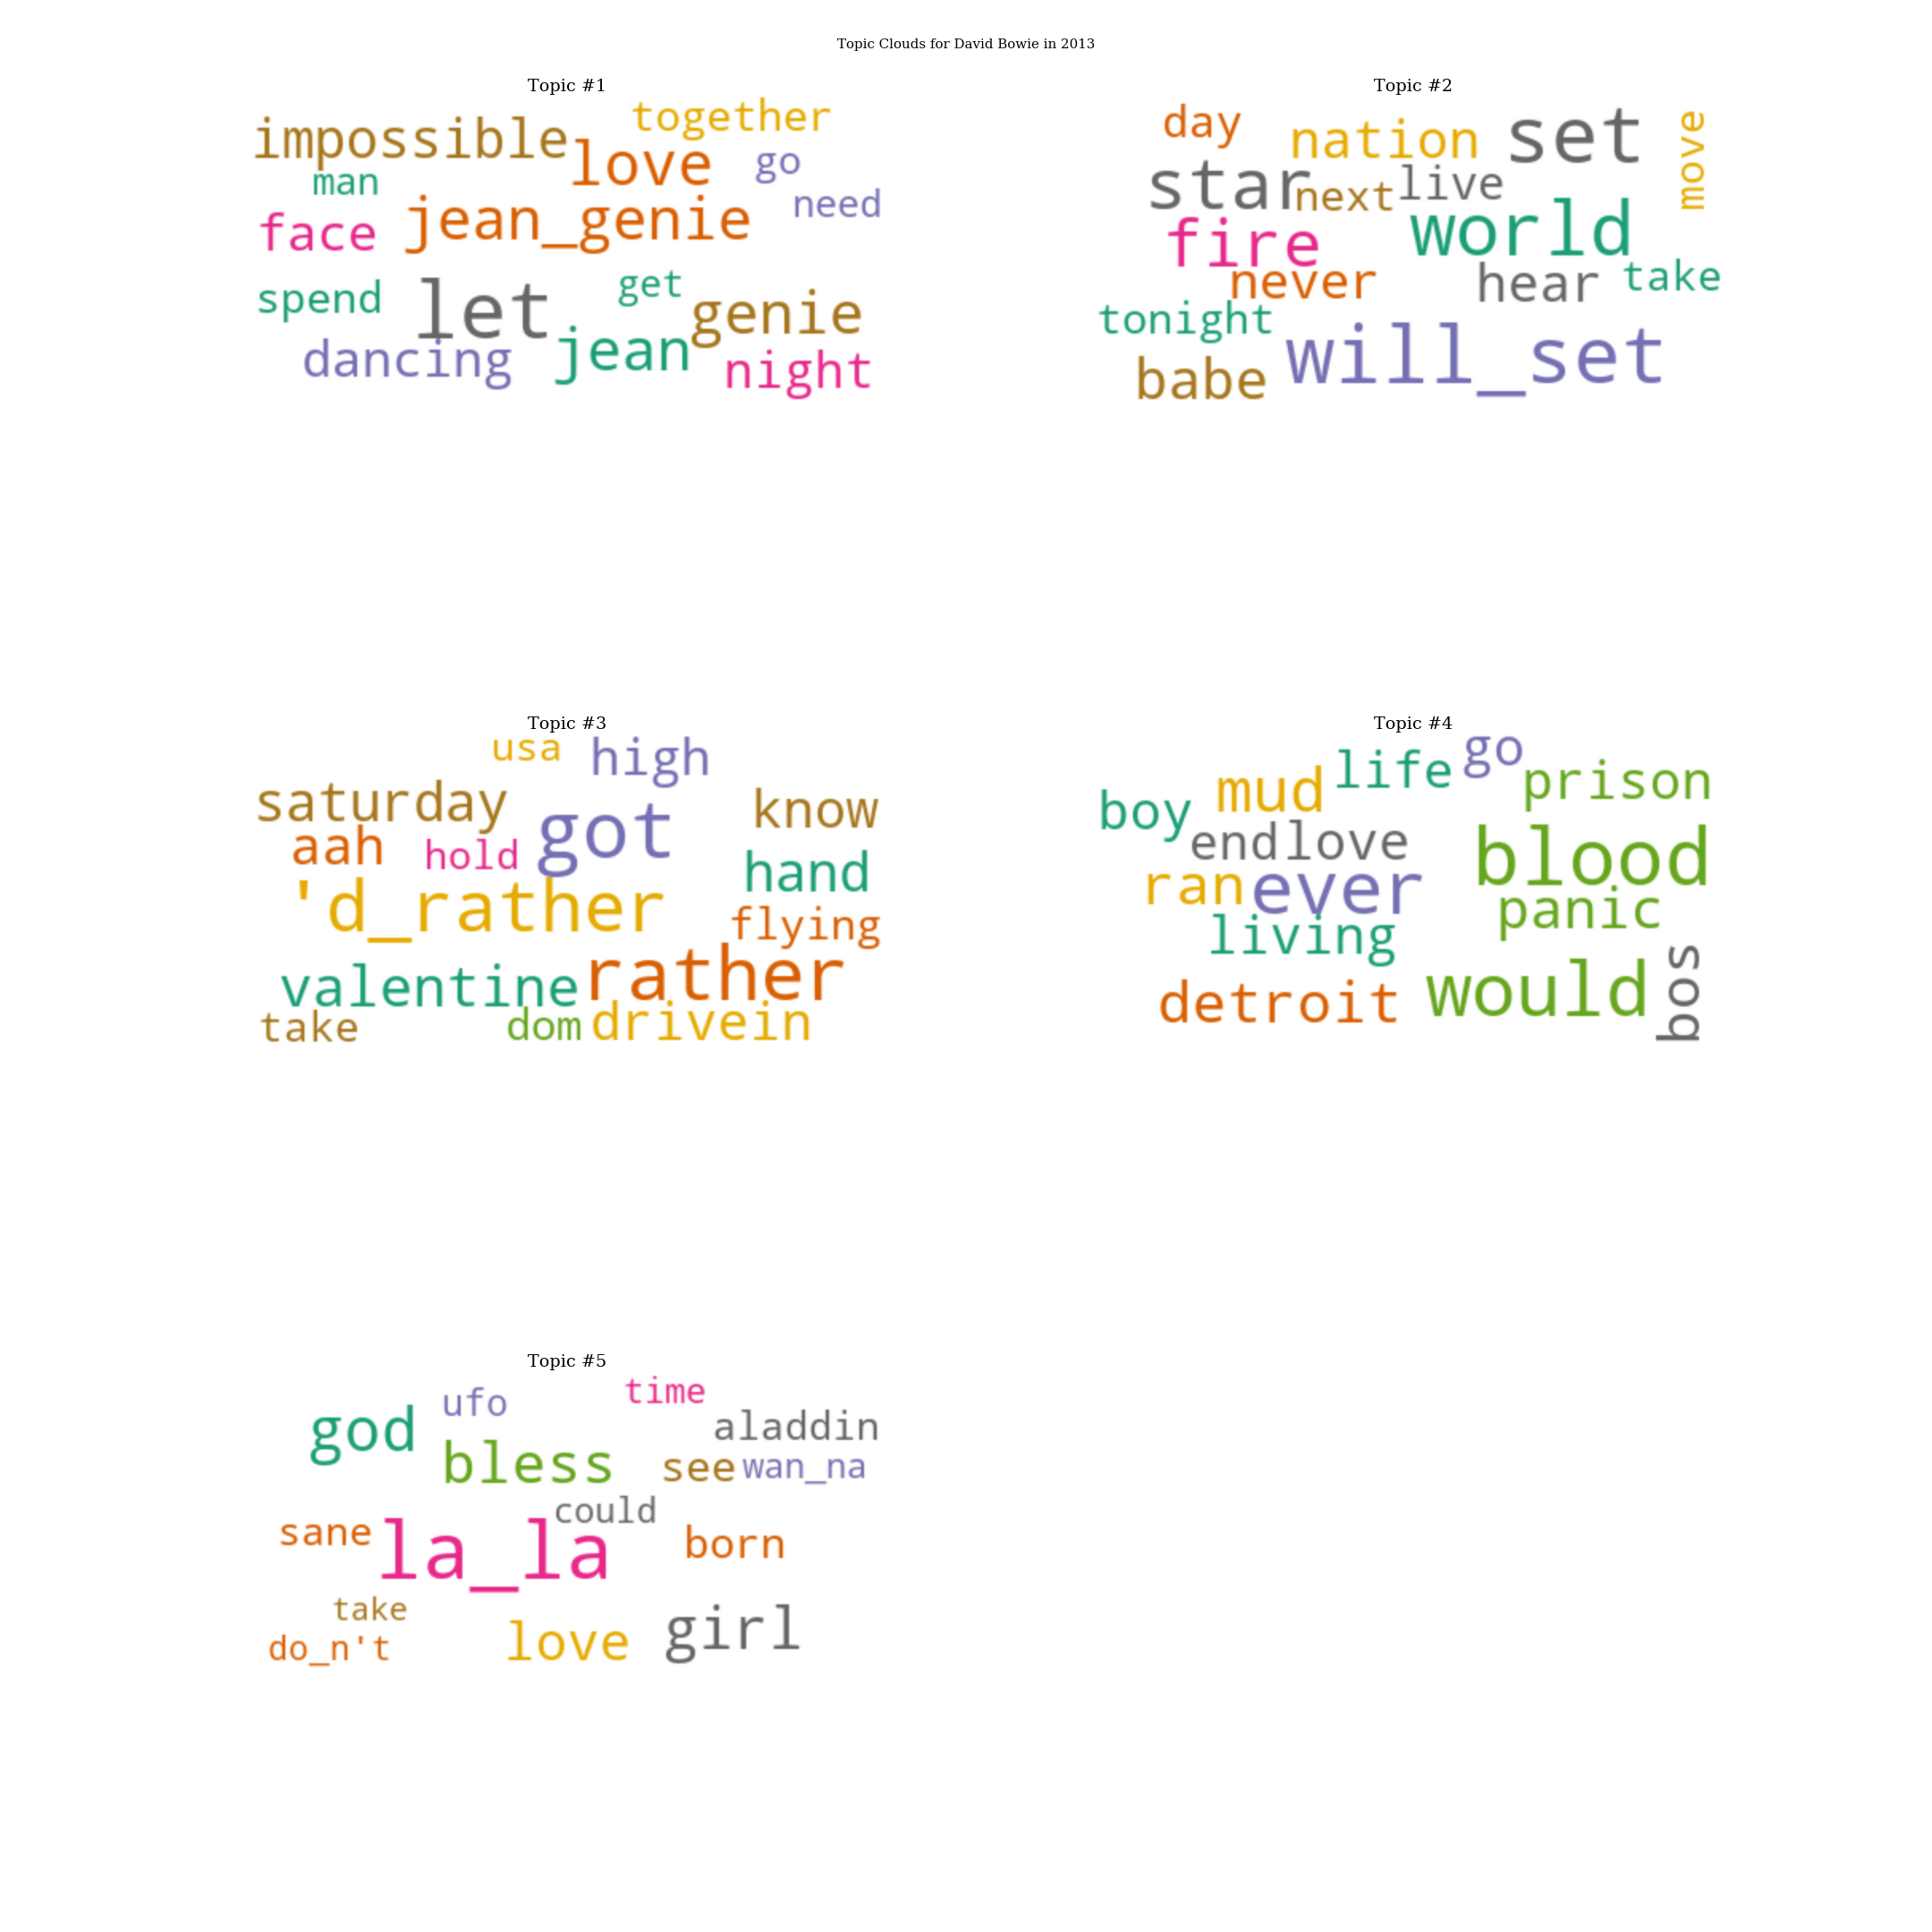 Topic Clouds for David Bowie in 2013
Topic #1
together
impossible
love
go
man
need
jean_genie
face
get
spend
let
genie
jean
dancing
night
Topic #2
day
nation
set
move
star
next
live
world
fire
never
hear
take
tonight
will_set
babe
Topic #3
usa
high
saturday
know
got
aah
hold
hand
'd_rather
flying
rather
valentine
take
dom
drivein
Topic #4
go
life
prison
mud
boy
endlove
blood
ran
ever
panic
living
bos
detroit
would
Topic #5
time
ufo
god
aladdin
bless
see
wan_na
could
sane
la_la
born
take
girl
do_n't
love